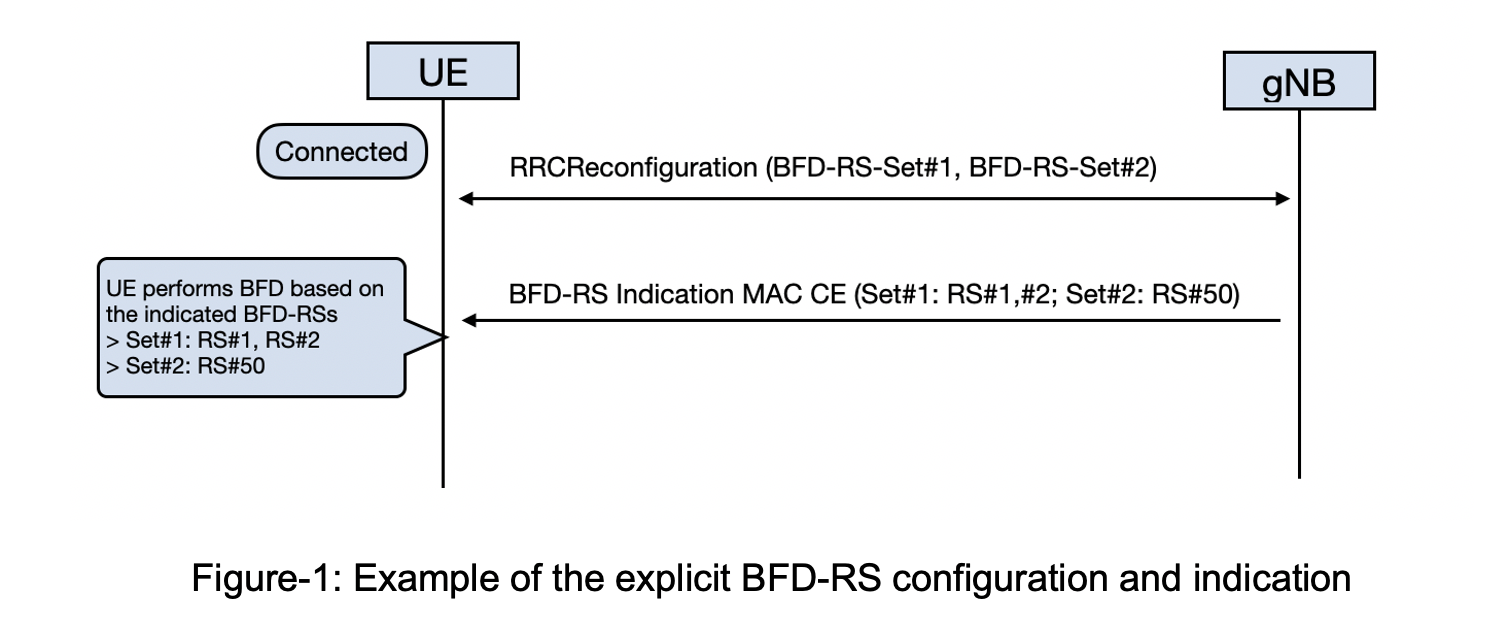 UE
gNB
Connected
RRCReconfiguration (BFD-RS-Set#1, BFD-RS-Set#2)
UE performs BFD based on
the indicated BFD-RSs
> Set#1: RS#1, RS#2
> Set#2: RS#50
BFD-RS Indication MAC CE (Set#1: RS#1,#2; Set#2: RS#50)
Figure-1: Example of the explicit BFD-RS configuration and indication